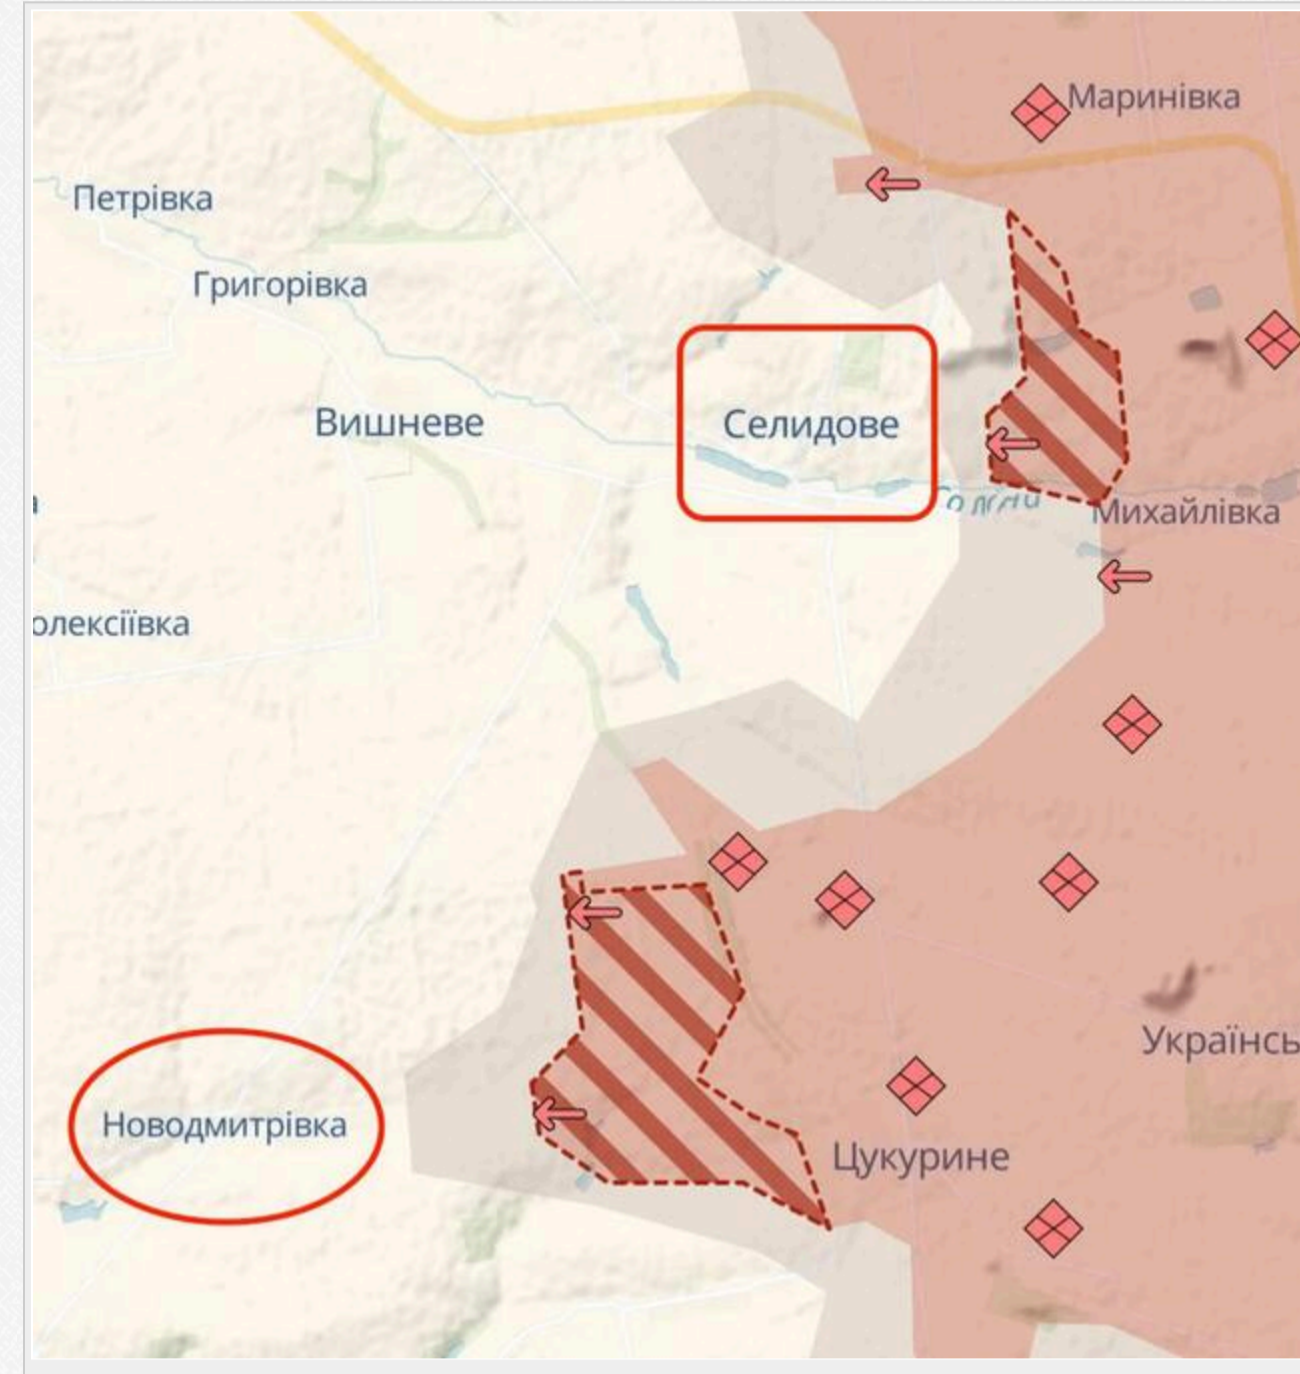 Маринівка
Петрівка
Григорівка
Вишневе
Селидове
Михайлівка
олексіївка
Українсь
Новодмитрівка
Цукурине